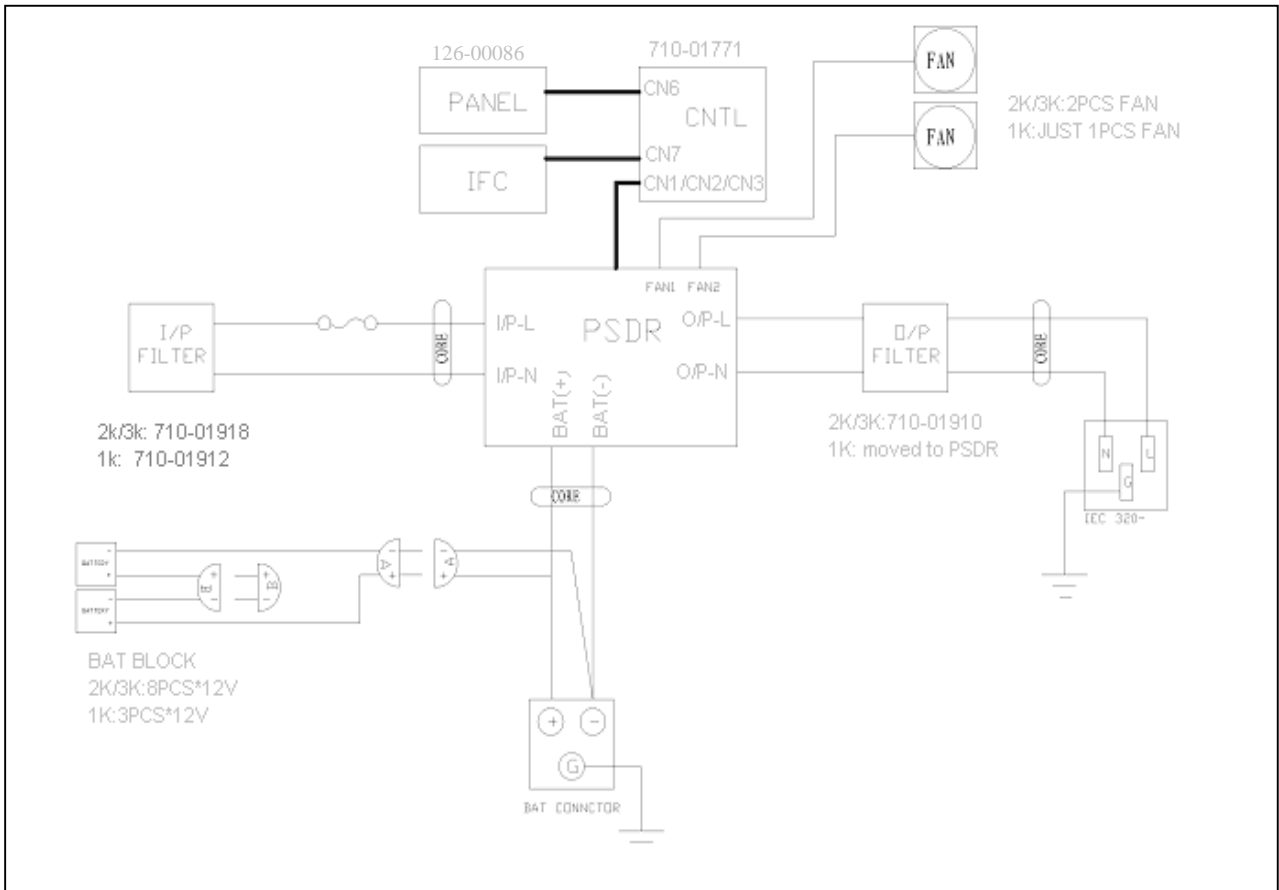 126-00086
710-01771
PANEL
CN6
CNTL
FAN
2K/3K:2PCS FAN
1K:JUST 1PCS FAN
FAN
CN7
IFC
CN1/CN2/CN3
FAN1 FAN2
I/P
FILTER
CORE
I/P-L
PSDR
O/P-L
O/P
FILTER
CORE
I/P-N
O/P-N
BAT(+)
BAT(-)
2k/3k: 710-01918
1k: 710-01912
2K/3K:710-01910
1K: moved to PSDR
N
L
G
IEC 320-
CORE
BATTERY
- +
BATTERY
- +
B
+ -
B
+ -
A
- +
A
- +
BAT BLOCK
2K/3K:8PCS*12V
1K:3PCS*12V
+ -
G
BAT CONNCTOR